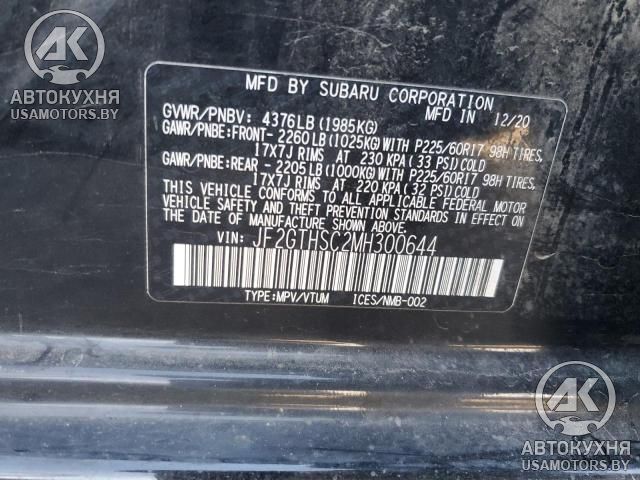 AK
АВТОКУХНЯ
USAMOTORS.BY
MFD BY SUBARU CORPORATION
MFD IN 12/20
GVWR/PNBV: 4376LB(1985KG)
GAWR/PNBE:FRONT- 2260LB(1025KG)WITH P225/60R17 98H TIRES,
17X7J RIMS AT 230 KPA(33 PSI)COLD
GAWR/PNBE:REAR - 2205LB(1000KG)WITH P225/60R17 98H TIRES,
17X7J RIMS AT 220 KPA(32 PSI)COLD
THIS VEHICLE CONFORMS TO ALL APPLICABLE FEDERAL MOTOR
VEHICLE SAFETY AND THEFT PREVENTION STANDARDS IN EFFECT ON
THE DATE OF MANUFACTURE SHOWN ABOVE.
VIN: JF2GTHSC2MH300644
TYPE:MPV/VTUM ICES/NMB-002
AK
АВТОКУХНЯ
USAMOTORS.BY